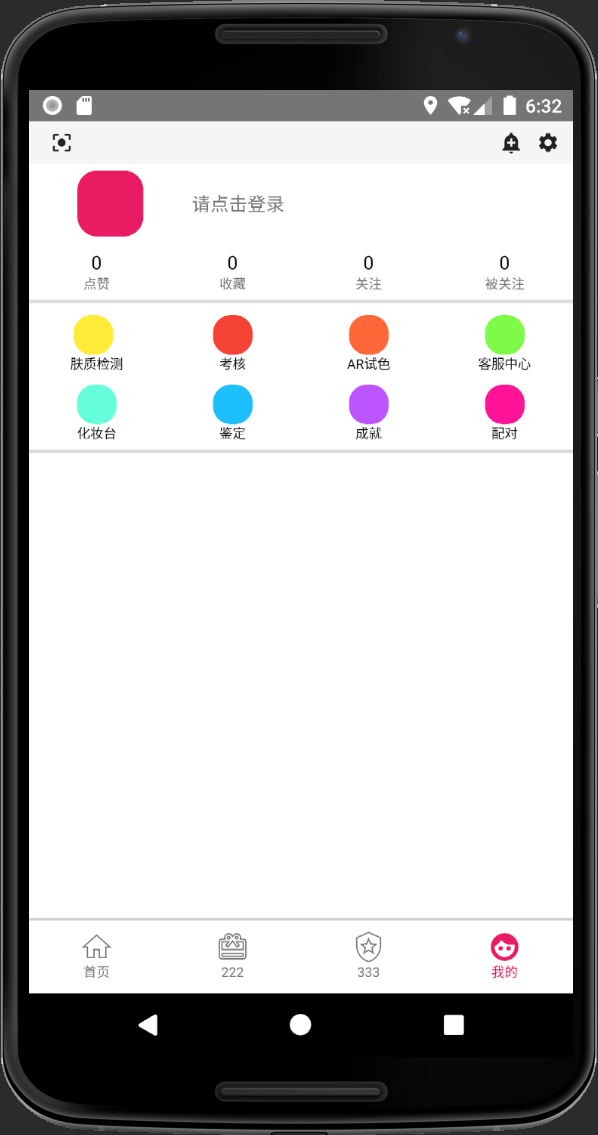 6:32
请点击登录
0 0 0 0
点赞 收藏 关注 被关注
肤质检测 考核 AR试色 客服中心
化妆台 鉴定 成就 配对
首页 222 333 我的